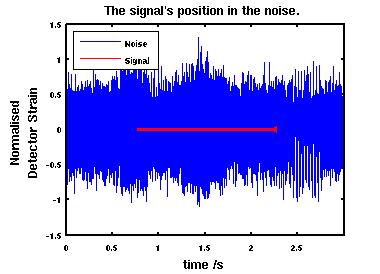 The signal's position in the noise.
Noise
Signal
Normalised
Detector Strain
1.5
1
0.5
0
-0.5
-1
-1.5
0
0.5
1
1.5
2
2.5
time /s